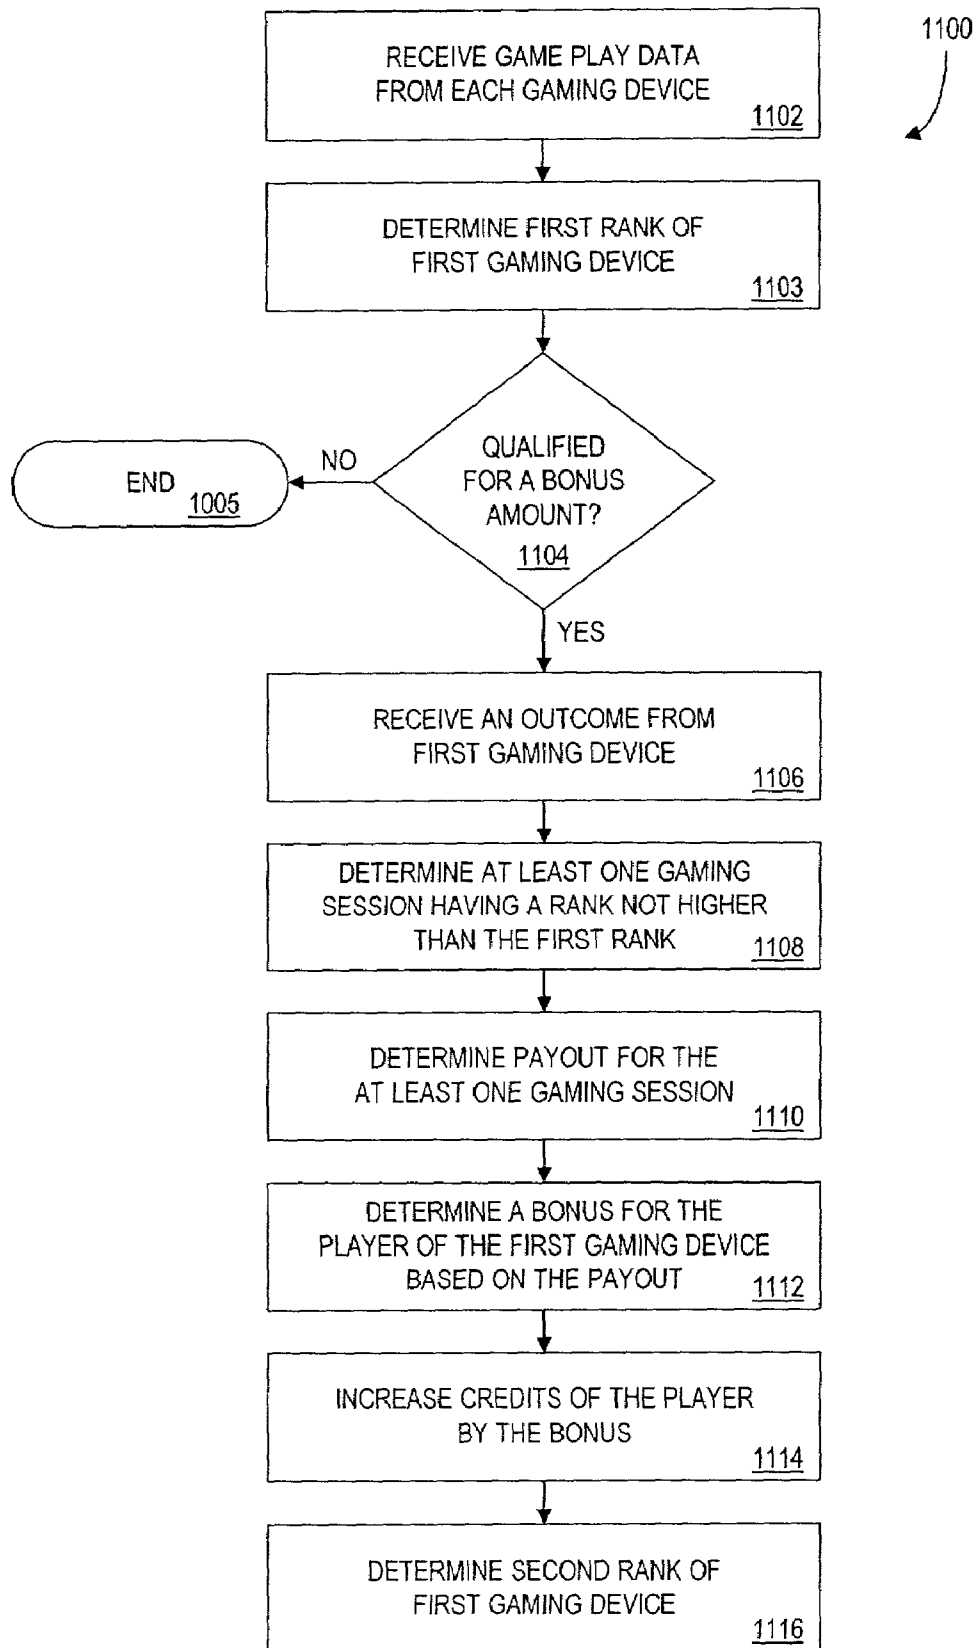 1100
RECEIVE GAME PLAY DATA
FROM EACH GAMING DEVICE
1102
DETERMINE FIRST RANK OF
FIRST GAMING DEVICE
1103
QUALIFIED
FOR A BONUS
AMOUNT?
1104
NO
END
1005
YES
RECEIVE AN OUTCOME FROM
FIRST GAMING DEVICE
1106
DETERMINE AT LEAST ONE GAMING
SESSION HAVING A RANK NOT HIGHER
THAN THE FIRST RANK
1108
DETERMINE PAYOUT FOR THE
AT LEAST ONE GAMING SESSION
1110
DETERMINE A BONUS FOR THE
PLAYER OF THE FIRST GAMING DEVICE
BASED ON THE PAYOUT
1112
INCREASE CREDITS OF THE PLAYER
BY THE BONUS
1114
DETERMINE SECOND RANK OF
FIRST GAMING DEVICE
1116